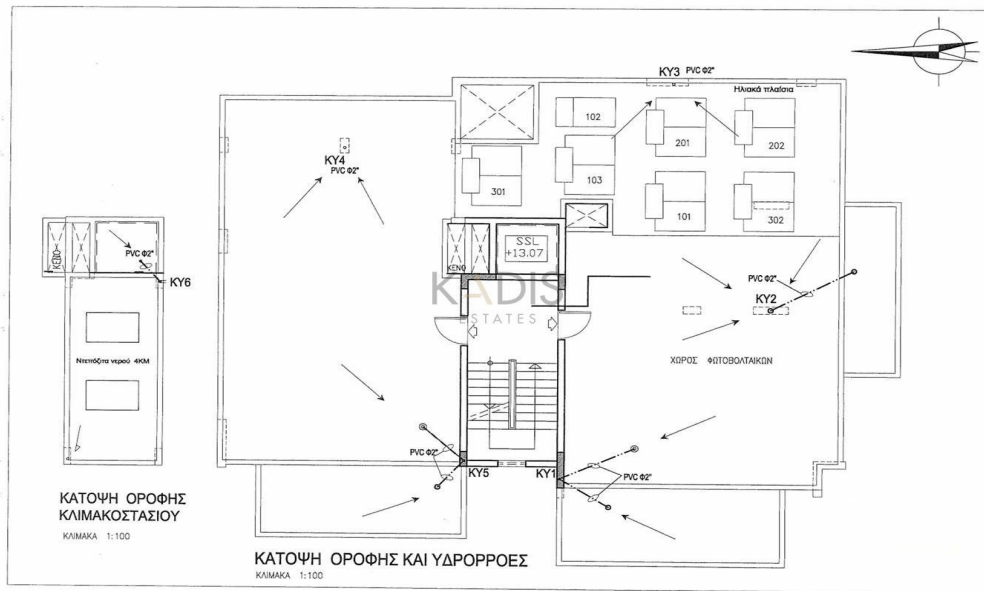 KY3 PVC Φ2"
Ηλιακά πλαίσια
102
201
202
103
301
101
302
KY4
PVC Φ2"
SSL
+13.07
KENO
KENO
PVC Φ2"
KY6
KADIS
ESTATES
PVC Φ2"
KY2
Ντεπόζιτα νερού 4KM
ΧΩΡΟΣ ΦΩΤΟΒΟΛΤΑΙΚΩΝ
PVC Φ2"
KY5
KY1
PVC Φ2"
ΚΑΤΟΨΗ ΟΡΟΦΗΣ
ΚΛΙΜΑΚΟΣΤΑΣΙΟΥ
ΚΛΙΜΑΚΑ 1:100
ΚΑΤΟΨΗ ΟΡΟΦΗΣ ΚΑΙ ΥΔΡΟΡΡΟΕΣ
ΚΛΙΜΑΚΑ 1:100